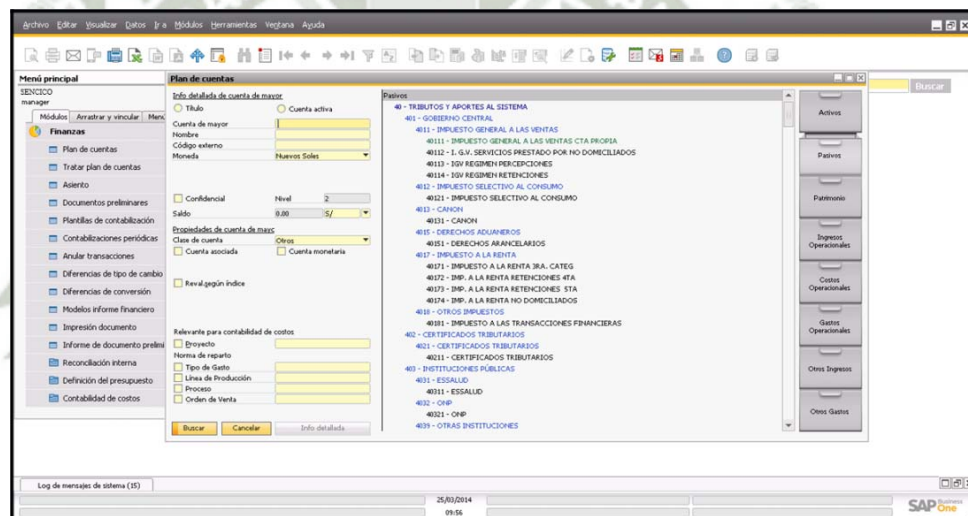 Archivo Editar Visualizar Datos Ir a Módulos Herramientas Ventana Ayuda
Menú principal
SENCICO
manager
Módulos Arrastrar y vincular Menú
Finanzas
Plan de cuentas
Tratar plan de cuentas
Asiento
Documentos preliminares
Plantillas de contabilización
Contabilizaciones periódicas
Anular transacciones
Diferencias de tipo de cambio
Diferencias de conversión
Modelos informe financiero
Impresión documento
Informe de documento prelimi
Reconciliación interna
Definición del presupuesto
Contabilidad de costos
Plan de cuentas
Info detallada de cuenta de mayor
Título Cuenta activa
Cuenta de mayor
Nombre
Código externo
Moneda Nuevos Soles
Confidencial Nivel 2
Saldo 0.00 S/
Propiedades de cuenta de mayc
Clase de cuenta Otros
Cuenta asociada Cuenta monetaria
Reval.según índice
Relevante para contabilidad de costos
Proyecto
Norma de reparto
Tipo de Gasto
Línea de Producción
Proceso
Orden de Venta
Buscar Cancelar Info detallada
Pasivos
40 - TRIBUTOS Y APORTES AL SISTEMA
401 - GOBIERNO CENTRAL
4011 - IMPUESTO GENERAL A LAS VENTAS
40111 - IMPUESTO GENERAL A LAS VENTAS CTA PROPIA
40112 - I. G.V. SERVICIOS PRESTADO POR NO DOMICILIADOS
40113 - IGV REGIMEN PERCEPCIONES
40114 - IGV REGIMEN RETENCIONES
4012 - IMPUESTO SELECTIVO AL CONSUMO
40121 - IMPUESTO SELECTIVO AL CONSUMO
4013 - CANON
40131 - CANON
4015 - DERECHOS ADUANEROS
40151 - DERECHOS ARANCELARIOS
4017 - IMPUESTO A LA RENTA
40171 - IMPUESTO A LA RENTA 3RA. CATEG
40172 - IMP. A LA RENTA RETENCIONES 4TA
40173 - IMP. A LA RENTA RETENCIONES 5TA
40174 - IMP. A LA RENTA NO DOMICILIADOS
4018 - OTROS IMPUESTOS
40181 - IMPUESTO A LAS TRANSACCIONES FINANCIERAS
402 - CERTIFICADOS TRIBUTARIOS
4021 - CERTIFICADOS TRIBUTARIOS
40211 - CERTIFICADOS TRIBUTARIOS
403 - INSTITUCIONES PÚBLICAS
4031 - ESSALUD
40311 - ESSALUD
4032 - ONP
40321 - ONP
4039 - OTRAS INSTITUCIONES
Activos
Pasivos
Patrimonio
Ingresos
Operacionales
Costos
Operacionales
Gastos
Operacionales
Otros Ingresos
Otros Gastos
Buscar
Log de mensajes de sistema (15)
25/03/2014
09:56
SAP Business One